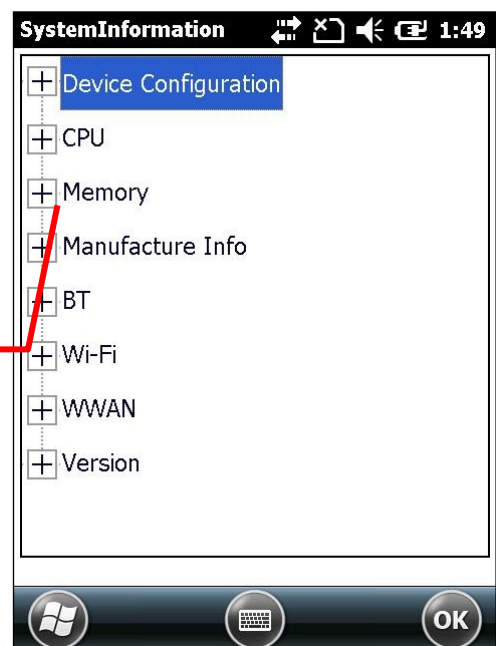 SystemInformation 1:49
Device Configuration
CPU
Memory
Manufacture Info
BT
Wi-Fi
WWAN
Version
OK